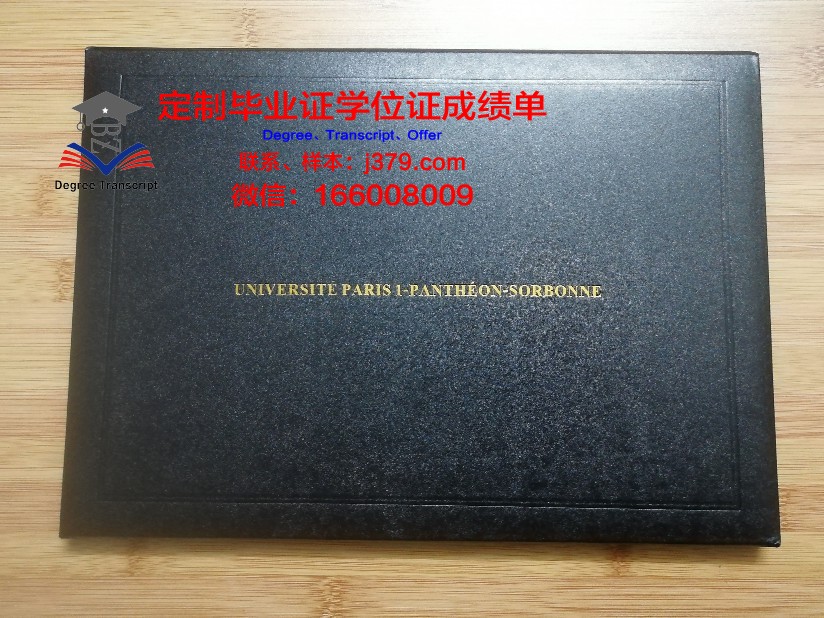 定制毕业证学位证成绩单
Degree、Transcript、Offer
联系、样本：j379.com
微信：166008009
BZ
Degree Transcript
UNIVERSITE PARIS 1-PANTHÉON-SORBONNE